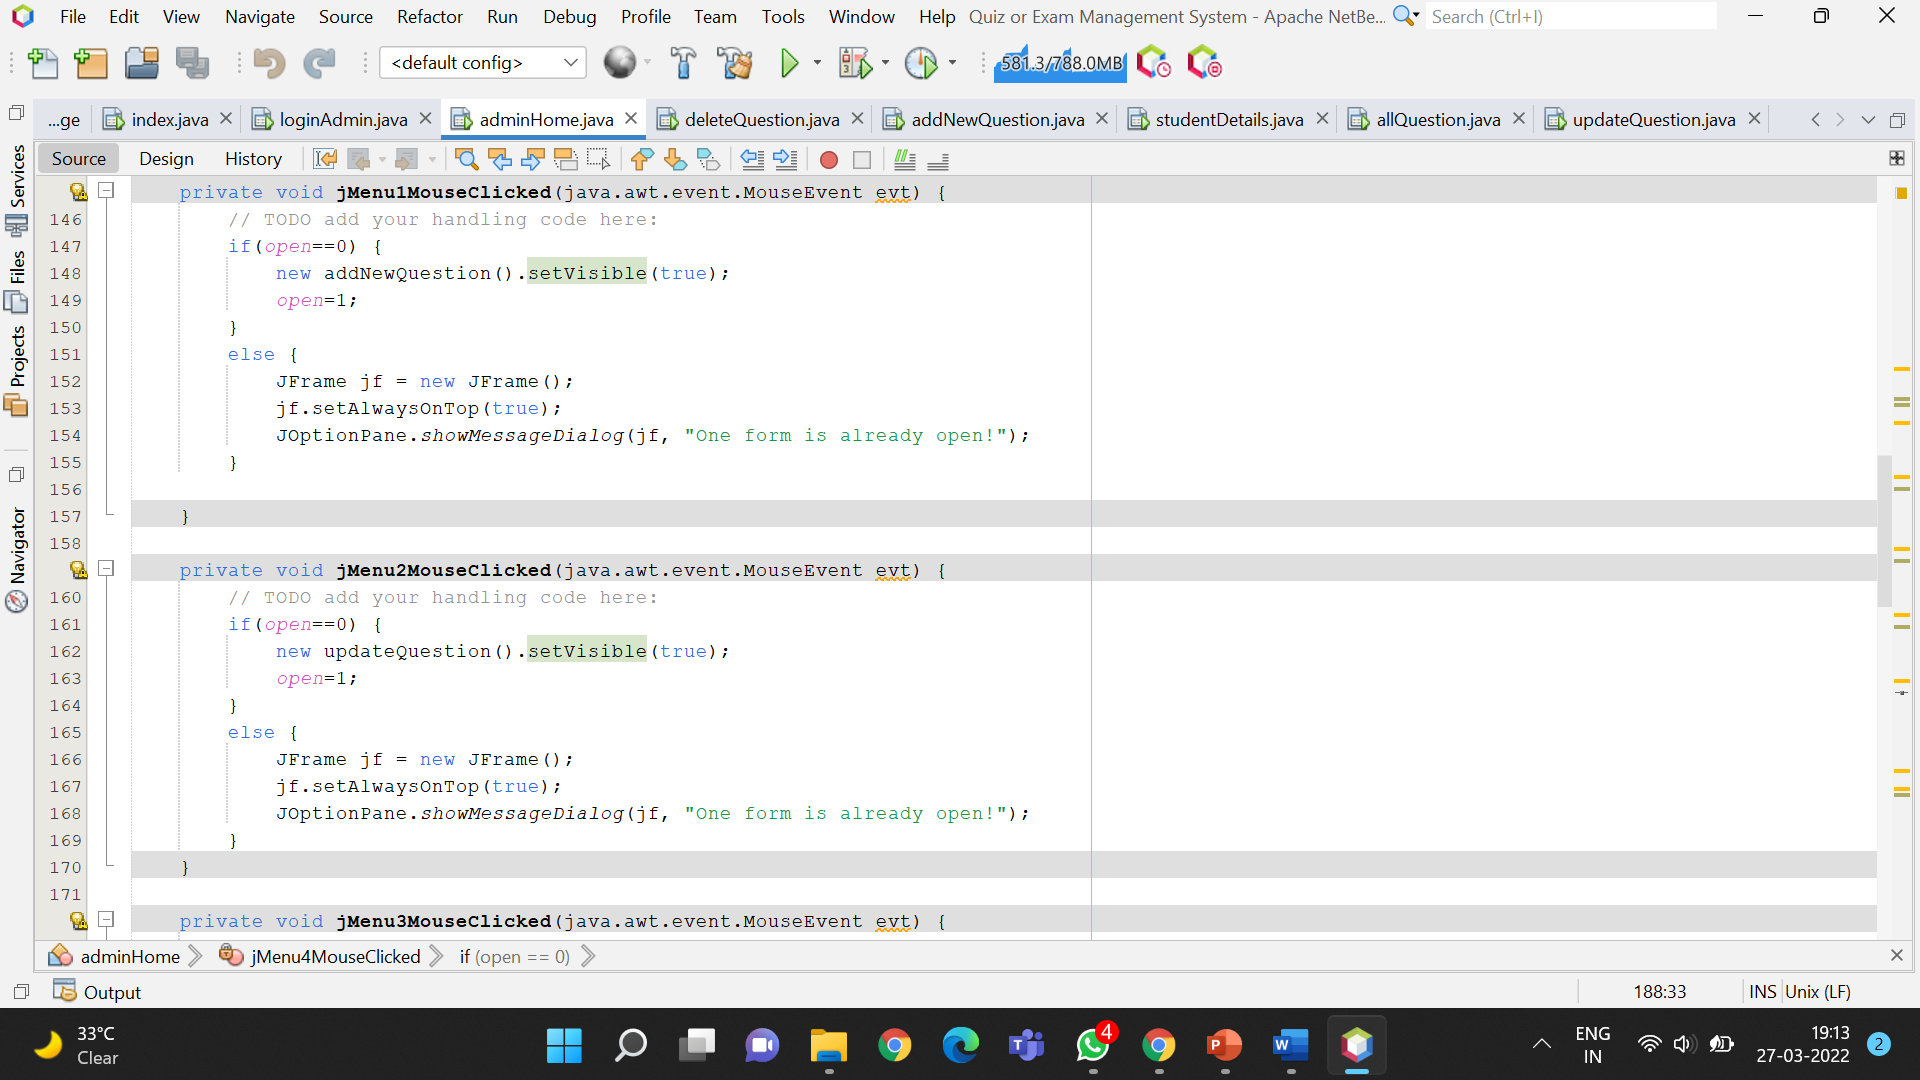 File Edit View Navigate Source Refactor Run Debug Profile Team Tools Window Help Quiz or Exam Management System - Apache NetBe... Search (Ctrl+I)
<default config> 581.3/788.0MB
...ge index.java loginAdmin.java adminHome.java deleteQuestion.java addNewQuestion.java studentDetails.java allQuestion.java updateQuestion.java
Source Design History
Services
Files
Projects
Navigator
private void jMenu1MouseClicked(java.awt.event.MouseEvent evt) {
146 // TODO add your handling code here:
147 if(open==0) {
148 new addNewQuestion().setVisible(true);
149 open=1;
150 }
151 else {
152 JFrame jf = new JFrame();
153 jf.setAlwaysOnTop(true);
154 JOptionPane.showMessageDialog(jf, "One form is already open!");
155 }
156
157 }
158
private void jMenu2MouseClicked(java.awt.event.MouseEvent evt) {
160 // TODO add your handling code here:
161 if(open==0) {
162 new updateQuestion().setVisible(true);
163 open=1;
164 }
165 else {
166 JFrame jf = new JFrame();
167 jf.setAlwaysOnTop(true);
168 JOptionPane.showMessageDialog(jf, "One form is already open!");
169 }
170 }
171
private void jMenu3MouseClicked(java.awt.event.MouseEvent evt) {
adminHome jMenu4MouseClicked if (open == 0)
Output 188:33 INS Unix (LF)
33°C
Clear
4
ENG
IN
19:13
27-03-2022
2